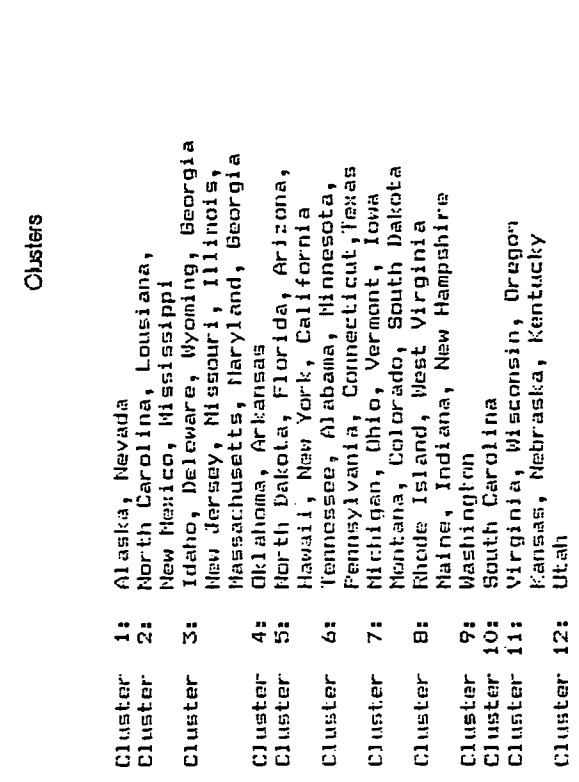 Clusters
Cluster 1: Alaska, Nevada
Cluster 2: North Carolina, Lousiana,
New Mexico, Mississippi
Cluster 3: Idaho, Deleware, Wyoming, Georgia
New Jersey, Missouri, Illinois,
Massachusetts, Maryland, Georgia
Cluster 4: Oklahoma, Arkansas
Cluster 5: North Dakota, Florida, Arizona,
Hawaii, New York, California
Cluster 6: Tennessee, Alabama, Minnesota,
Pennsylvania, Connecticut,Texas
Cluster 7: Michigan, Ohio, Vermont, Iowa
Montana, Colorado, South Dakota
Cluster 8: Rhode Island, West Virginia
Maine, Indiana, New Hampshire
Cluster 9: Washington
Cluster 10: South Carolina
Cluster 11: Virginia, Wisconsin, Oregon
Kansas, Nebraska, Kentucky
Cluster 12: Utah